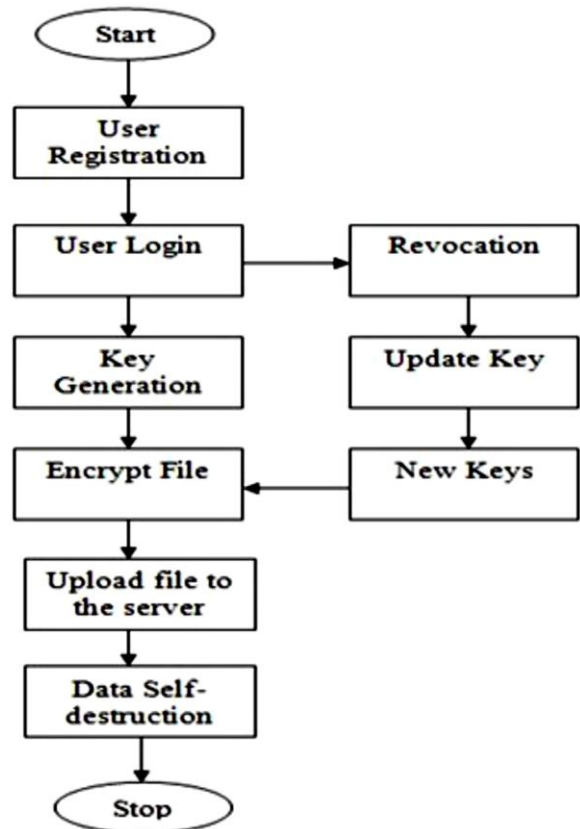 Start
User
Registration
User Login
Revocation
Key
Generation
Update Key
Encrypt File
New Keys
Upload file to
the server
Data Self-
destruction
Stop